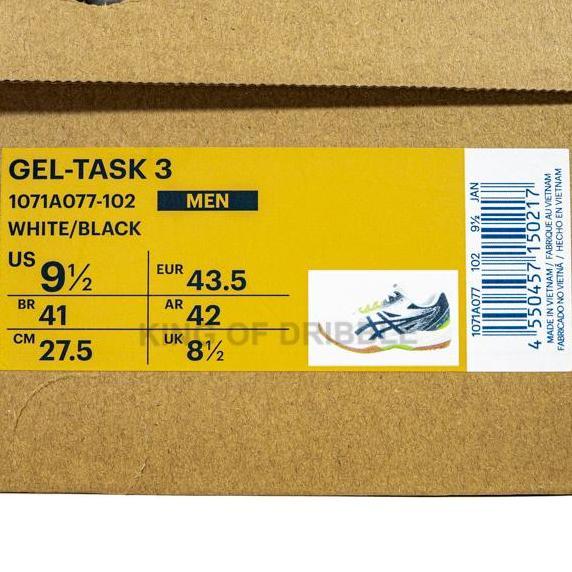 GEL-TASK 3
1071A077-102 MEN
WHITE/BLACK
US 9½ EUR 43.5
BR 41 AR 42
CM 27.5 UK 8½
KING OF DRIBBLE
1071A077 102 9½ JAN
4 550457 150217
MADE IN VIETNAM / FABRIQUE AU VIETNAM
FABRICADO NO VIETNÃ / HECHO EN VIETNAM